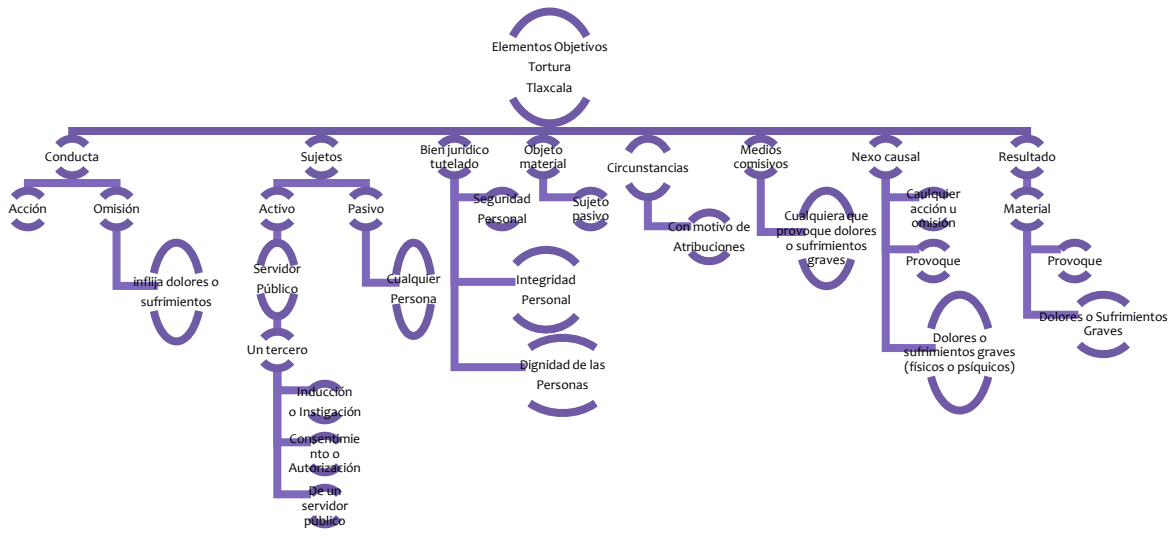 Elementos Objetivos
Tortura
Tlaxcala
Conducta
Acción
Omisión
inflija dolores o
sufrimientos
Sujetos
Activo
Servidor
Público
Un tercero
Inducción
o Instigación
Consentimie
nto o
Autorización
De un
servidor
público
Pasivo
Cualquier
Persona
Bien jurídico
tutelado
Seguridad
Personal
Integridad
Personal
Dignidad de las
Personas
Objeto
material
Sujeto
pasivo
Circunstancias
Con motivo de
Atribuciones
Medios
comisivos
Cualquiera que
provoque dolores
o sufrimientos
graves
Nexo causal
Caulquier
acción u
omisión
Provoque
Dolores o
sufrimientos graves
(físicos o psíquicos)
Resultado
Material
Provoque
Dolores o Sufrimientos
Graves